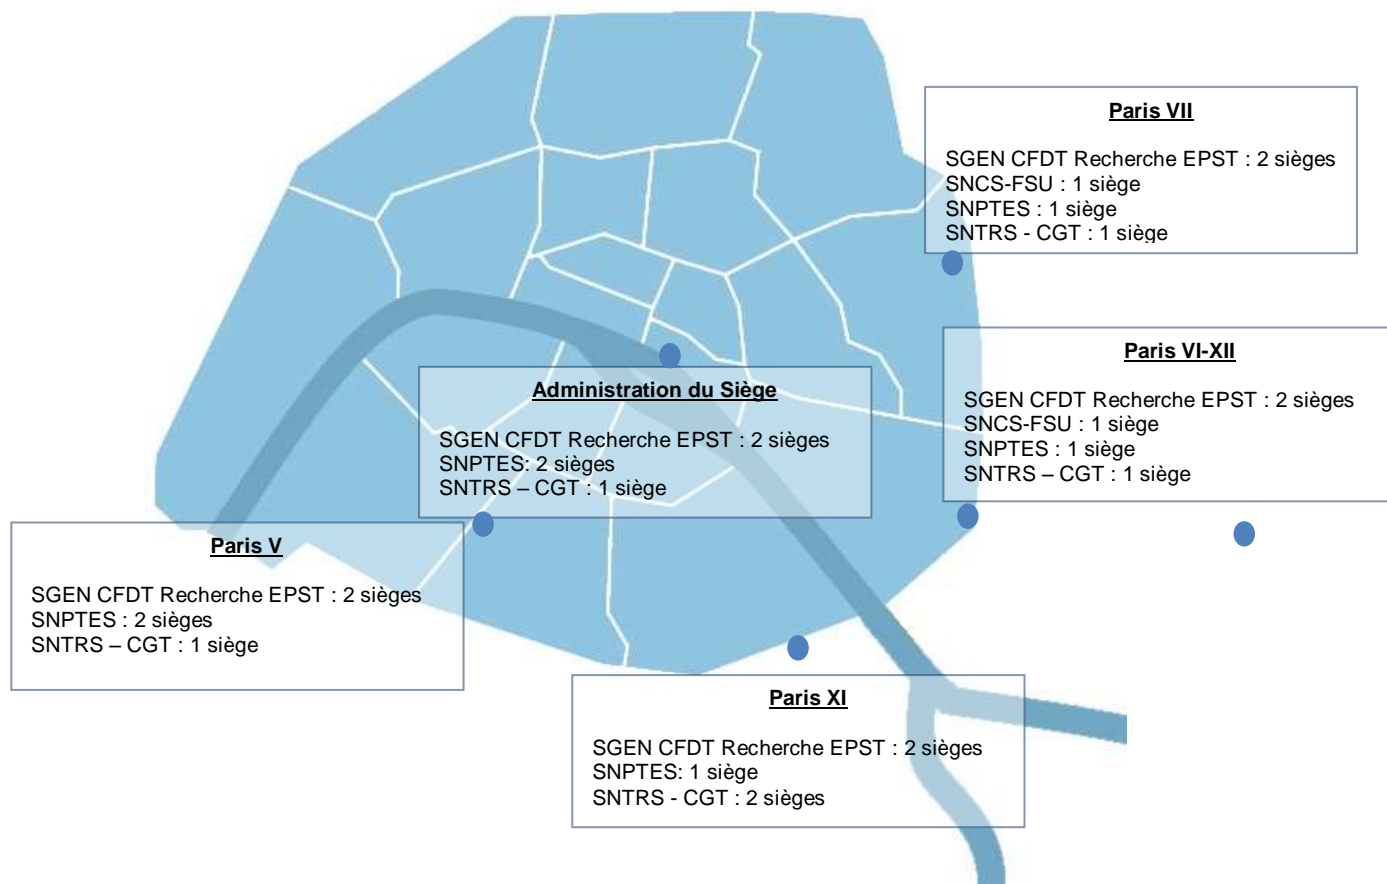 Paris VII
SGEN CFDT Recherche EPST : 2 sièges
SNCS-FSU : 1 siège
SNPTES : 1 siège
SNTRS - CGT : 1 siège
Paris VI-XII
SGEN CFDT Recherche EPST : 2 sièges
SNCS-FSU : 1 siège
SNPTES : 1 siège
SNTRS – CGT : 1 siège
Administration du Siège
SGEN CFDT Recherche EPST : 2 sièges
SNPTES: 2 sièges
SNTRS – CGT : 1 siège
Paris V
SGEN CFDT Recherche EPST : 2 sièges
SNPTES : 2 sièges
SNTRS – CGT : 1 siège
Paris XI
SGEN CFDT Recherche EPST : 2 sièges
SNPTES: 1 siège
SNTRS - CGT : 2 sièges